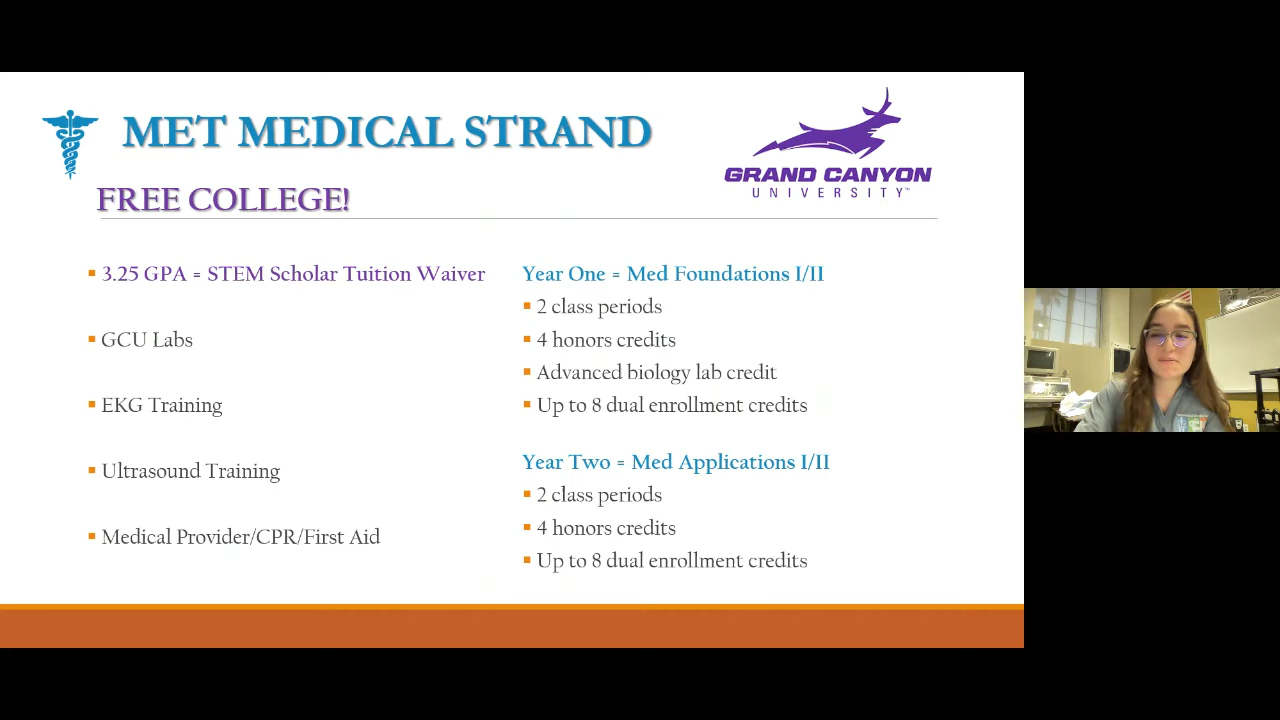 MET MEDICAL STRAND
FREE COLLEGE!
GRAND CANYON
UNIVERSITY™
3.25 GPA = STEM Scholar Tuition Waiver
GCU Labs
EKG Training
Ultrasound Training
Medical Provider/CPR/First Aid
Year One = Med Foundations I/II
2 class periods
4 honors credits
Advanced biology lab credit
Up to 8 dual enrollment credits
Year Two = Med Applications I/II
2 class periods
4 honors credits
Up to 8 dual enrollment credits